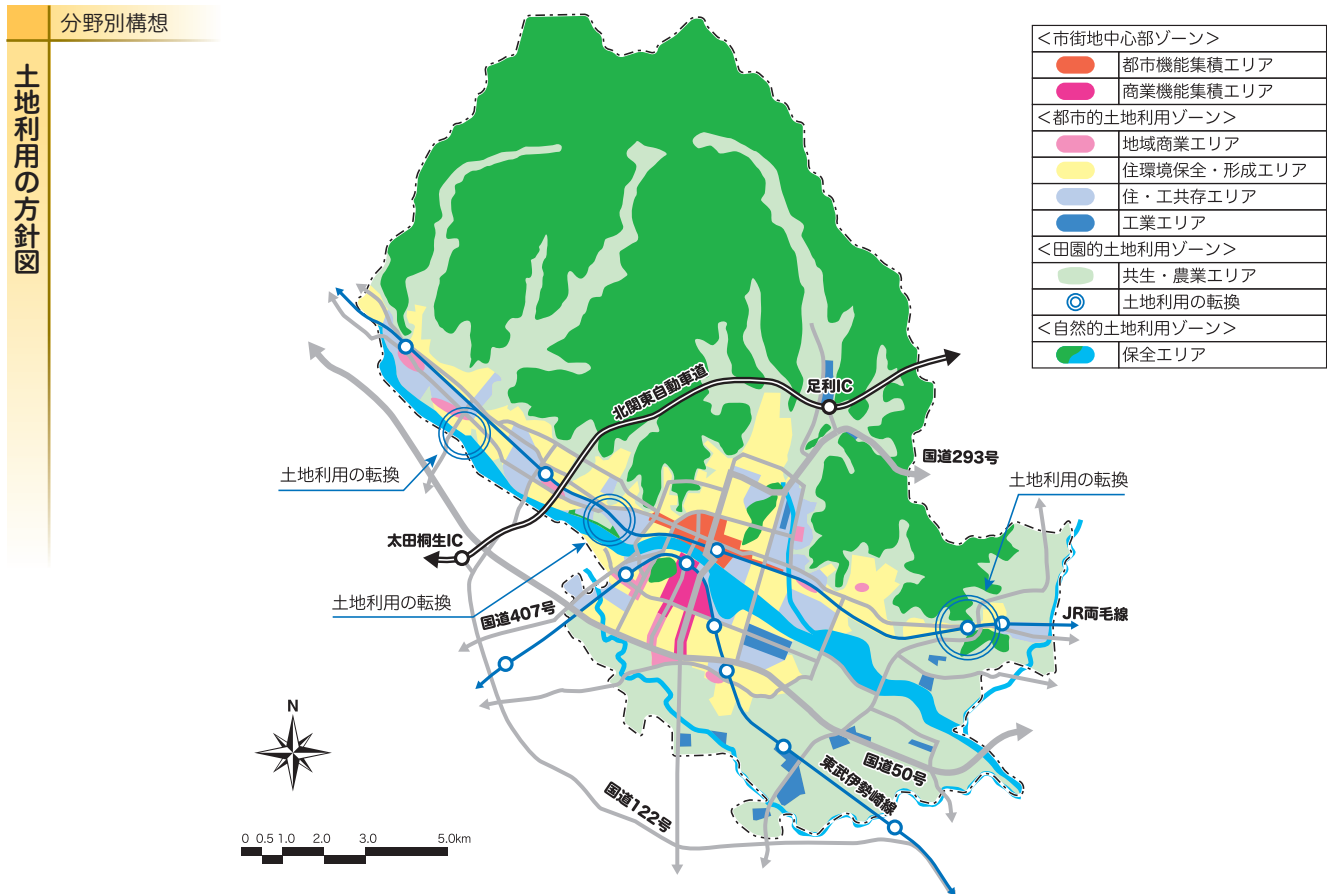 分野別構想
土地利用の方針図
＜市街地中心部ゾーン＞
都市機能集積エリア
商業機能集積エリア
＜都市的土地利用ゾーン＞
地域商業エリア
住環境保全・形成エリア
住・工共存エリア
工業エリア
＜田園的土地利用ゾーン＞
共生・農業エリア
土地利用の転換
＜自然的土地利用ゾーン＞
保全エリア
北関東自動車道
足利IC
国道293号
土地利用の転換
土地利用の転換
太田桐生IC
土地利用の転換
国道407号
JR両毛線
N
国道50号
東武伊勢崎線
国道122号
0 0.5 1.0 2.0 3.0 5.0km